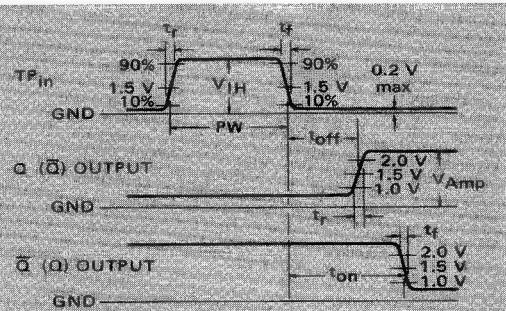 tr tf
90% 90%
TPin 1.5 V VIH 1.5 V 0.2 V
max
10% 10%
GND
PW
toff
Q (Q̅) OUTPUT
2.0 V
1.5 V VAmp
1.0 V
GND
tr
tf
Q̅ (Q) OUTPUT
2.0 V
ton 1.5 V
1.0 V
GND